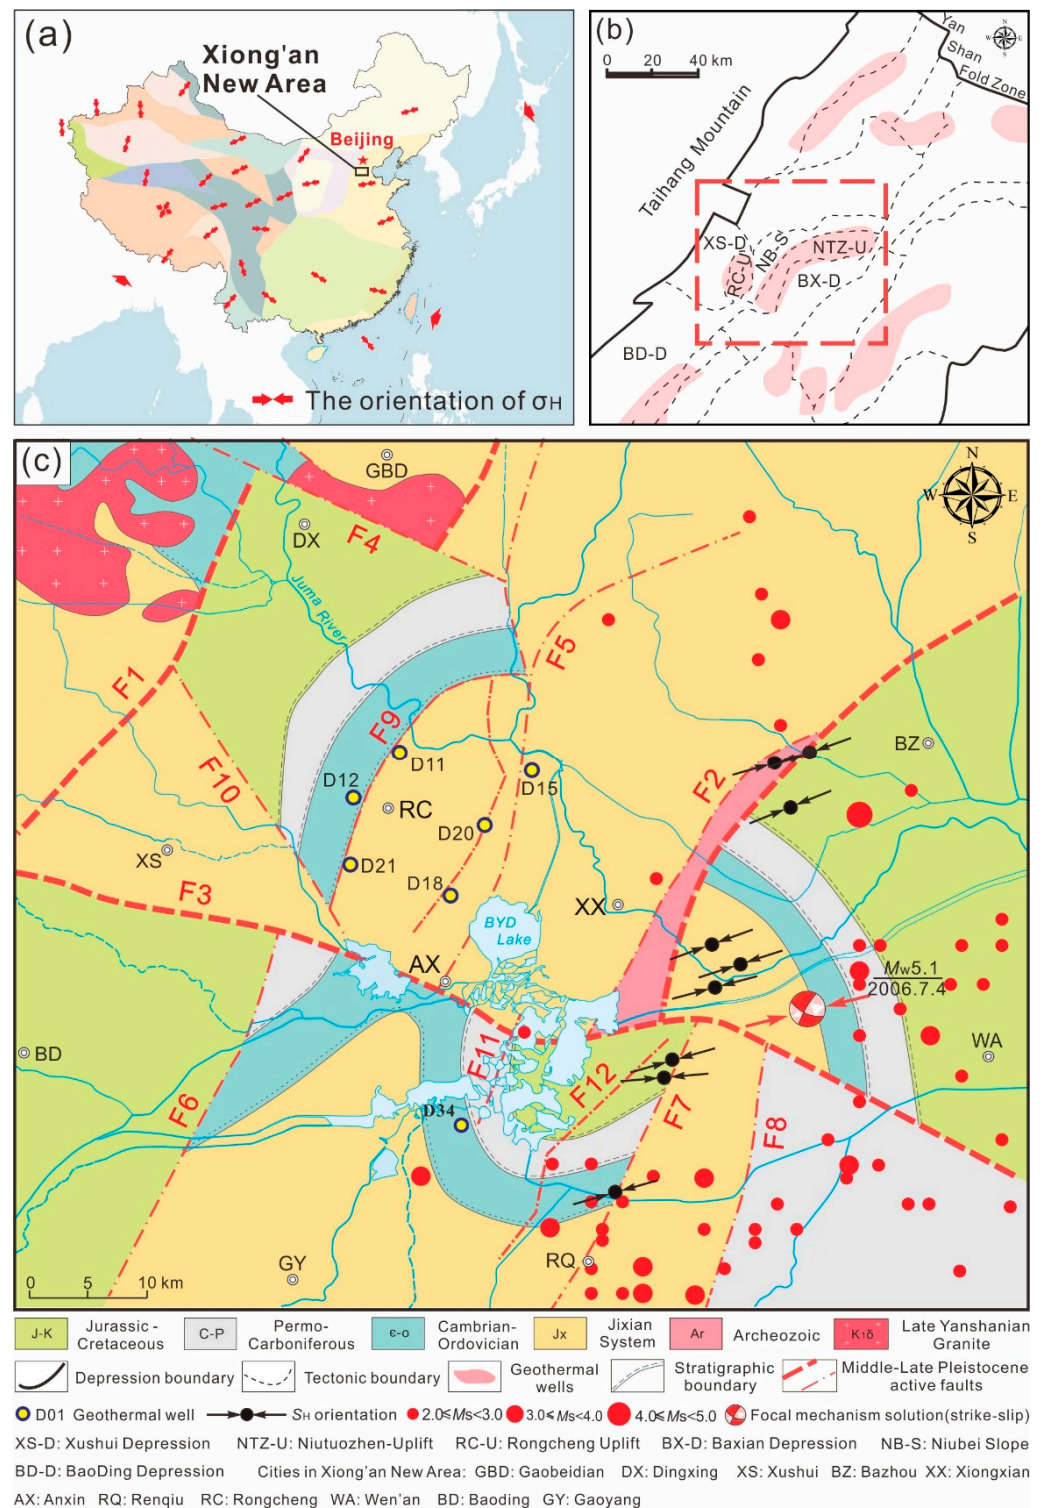 (a)
Xiong'an
New Area
Beijing
The orientation of σH
(b)
0 20 40 km
Yan
Shan
Fold Zone
N
W E
S
Taihang Mountain
XS-D
RC-U
NB-S
NTZ-U
BX-D
BD-D
(c)
GBD
N
W E
S
DX
F4
Juma River
F5
F1
F9
D11
F10
D12
RC
D15
F2
BZ
D20
XS
D21
D18
F3
XX
BYD
Lake
AX
Mw5.1
2006.7.4
BD
F11
WA
F12
F6
D34
F7
F8
GY
RQ
0 5 10 km
J-K Jurassic-
Cretaceous
C-P Permo-
Carboniferous
Є-O Cambrian-
Ordovician
Jx Jixian
System
Ar Archeozoic
K1δ Late Yanshanian
Granite
Depression boundary
Tectonic boundary
Geothermal
wells
Stratigraphic
boundary
Middle-Late Pleistocene
active faults
D01 Geothermal well
SH orientation
2.0≤Ms<3.0
3.0≤Ms<4.0
4.0≤Ms<5.0
Focal mechanism solution(strike-slip)
XS-D: Xushui Depression NTZ-U: Niutuozhen-Uplift RC-U: Rongcheng Uplift BX-D: Baxian Depression NB-S: Niubei Slope
BD-D: BaoDing Depression Cities in Xiong'an New Area: GBD: Gaobeidian DX: Dingxing XS: Xushui BZ: Bazhou XX: Xiongxian
AX: Anxin RQ: Renqiu RC: Rongcheng WA: Wen'an BD: Baoding GY: Gaoyang